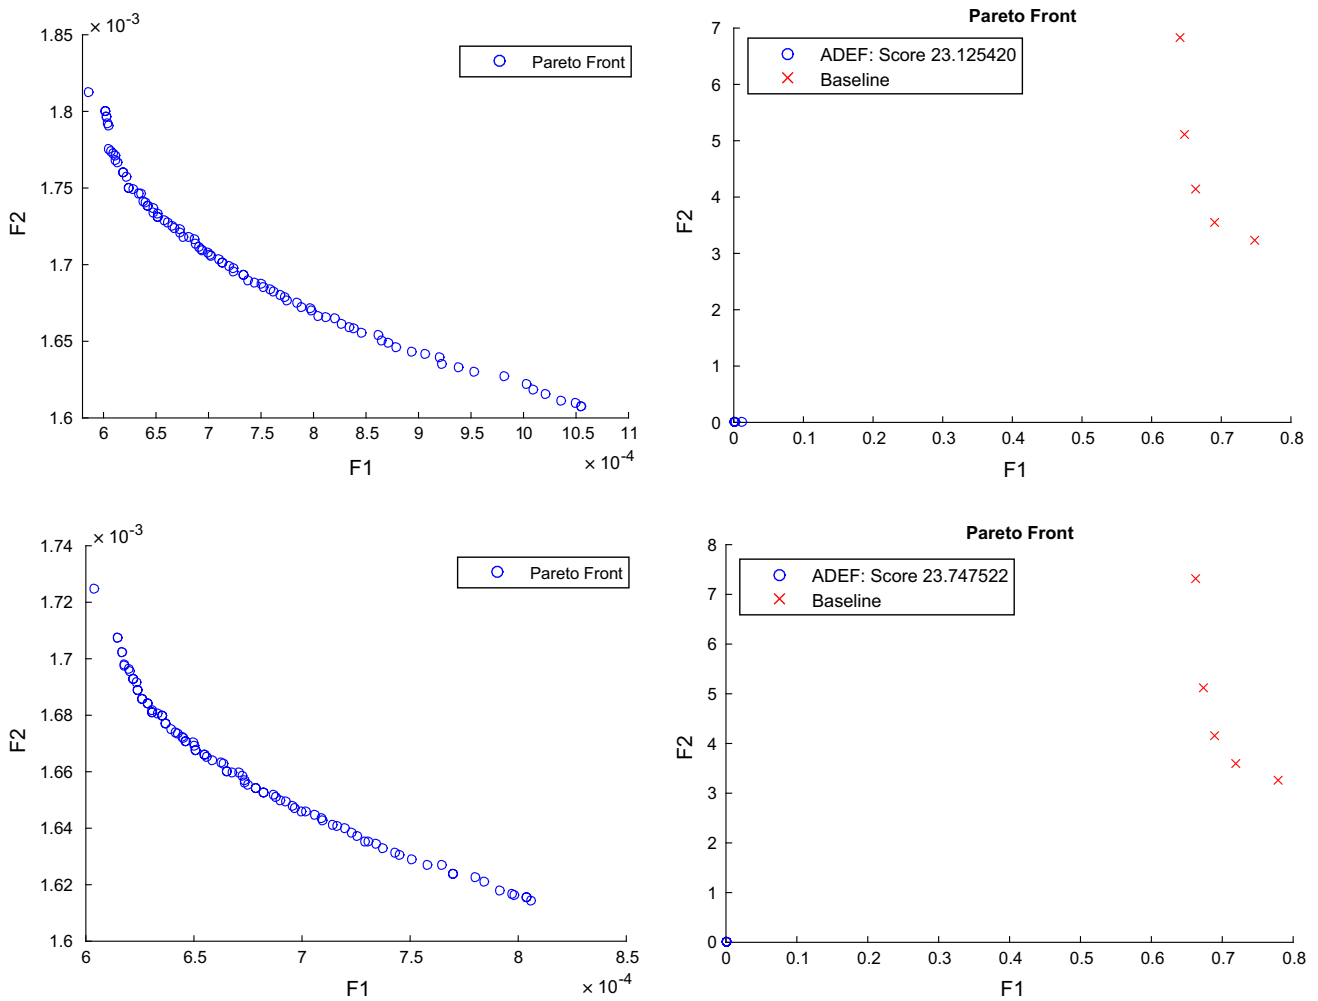 × 10-3
1.85
1.8
1.75
1.7
1.65
1.6
F2
Pareto Front
6 6.5 7 7.5 8 8.5 9 9.5 10 10.5 11
F1
× 10-4
Pareto Front
7
6
5
4
3
2
1
0
F2
ADEF: Score 23.125420
Baseline
0 0.1 0.2 0.3 0.4 0.5 0.6 0.7 0.8
F1
× 10-3
1.74
1.72
1.7
1.68
1.66
1.64
1.62
1.6
F2
Pareto Front
6 6.5 7 7.5 8 8.5
F1
× 10-4
Pareto Front
8
7
6
5
4
3
2
1
0
F2
ADEF: Score 23.747522
Baseline
0 0.1 0.2 0.3 0.4 0.5 0.6 0.7 0.8
F1